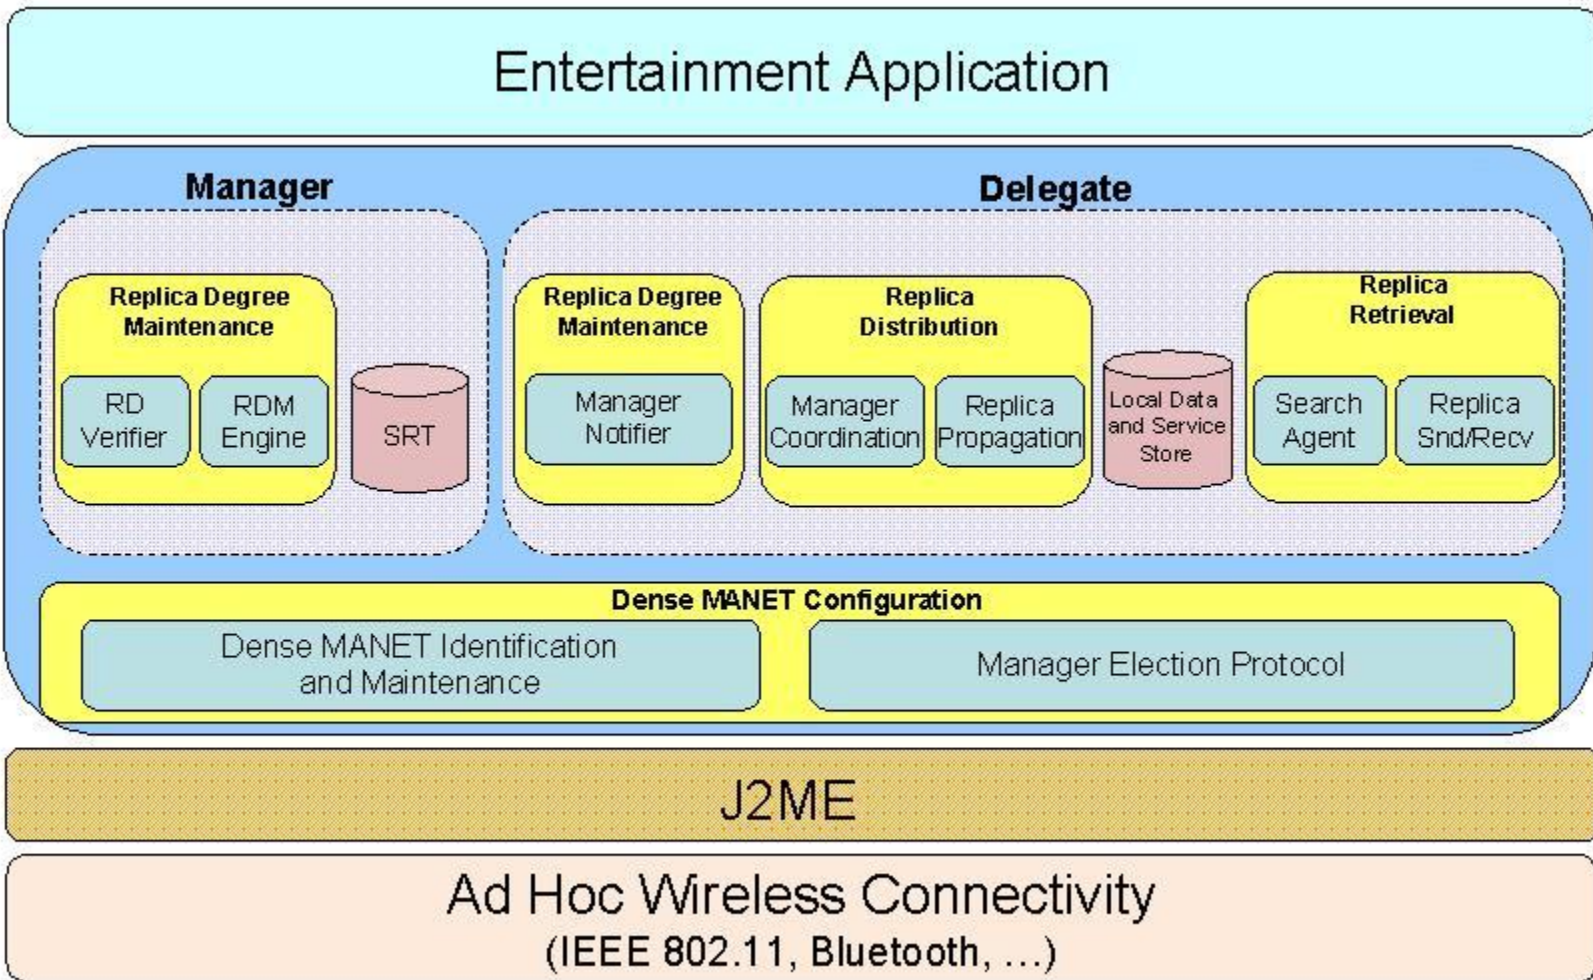 Entertainment Application
Manager
Delegate
Replica Degree
Maintenance
RD
Verifier
RDM
Engine
SRT
Replica Degree
Maintenance
Manager
Notifier
Replica
Distribution
Manager
Coordination
Replica
Propagation
Local Data
and Service
Store
Replica
Retrieval
Search
Agent
Replica
Snd/Recv
Dense MANET Configuration
Dense MANET Identification
and Maintenance
Manager Election Protocol
J2ME
Ad Hoc Wireless Connectivity
(IEEE 802.11, Bluetooth, ...)